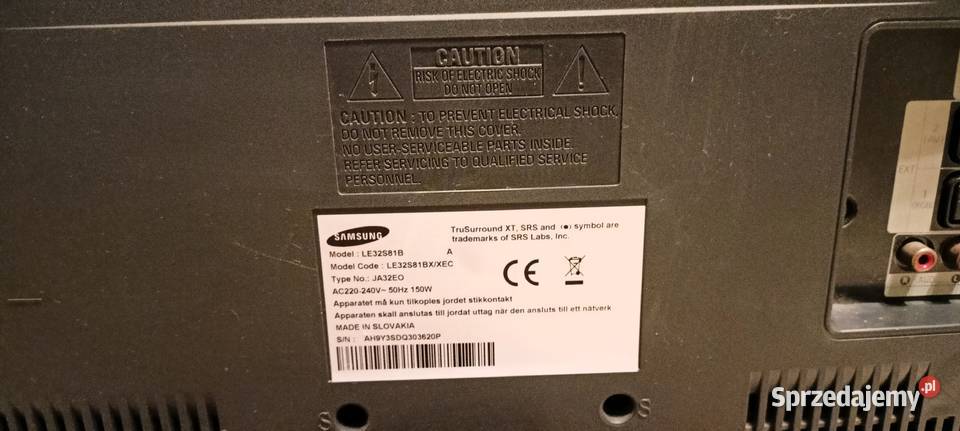 CAUTION
RISK OF ELECTRIC SHOCK
DO NOT OPEN
CAUTION : TO PREVENT ELECTRICAL SHOCK,
DO NOT REMOVE THIS COVER.
NO USER-SERVICEABLE PARTS INSIDE.
REFER SERVICING TO QUALIFIED SERVICE
PERSONNEL.
SAMSUNG
TruSurround XT, SRS and (●) symbol are
trademarks of SRS Labs, Inc.
Model : LE32S81B A
Model Code : LE32S81BX/XEC
Type No.: JA32EO
AC220-240V~ 50Hz 150W
CE
Apparatet må kun tilkoples jordet stikkontakt
Apparaten skall anslutas till jordat uttag när den ansluts till ett nätverk
MADE IN SLOVAKIA
S/N : AH9Y3SDQ303620P
2
EXT
1
R
S
S
Sprzedajemy.pl